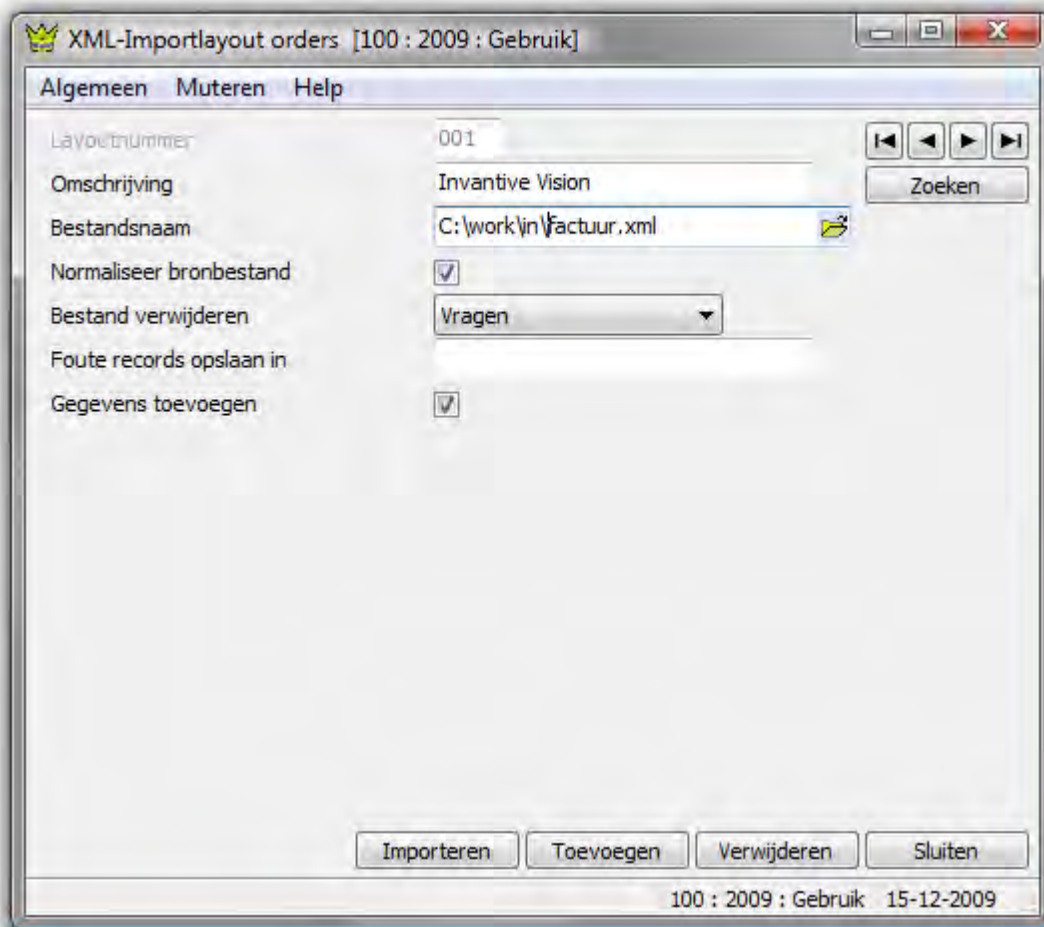 XML-Importlayout orders [100 : 2009 : Gebruik]
Algemeen Muteren Help
Layoutnummer 001
Omschrijving Invantive Vision Zoeken
Bestandsnaam C:\work\in\factuur.xml
Normaliseer bronbestand
Bestand verwijderen Vragen
Foute records opslaan in
Gegevens toevoegen
Importeren Toevoegen Verwijderen Sluiten
100 : 2009 : Gebruik 15-12-2009